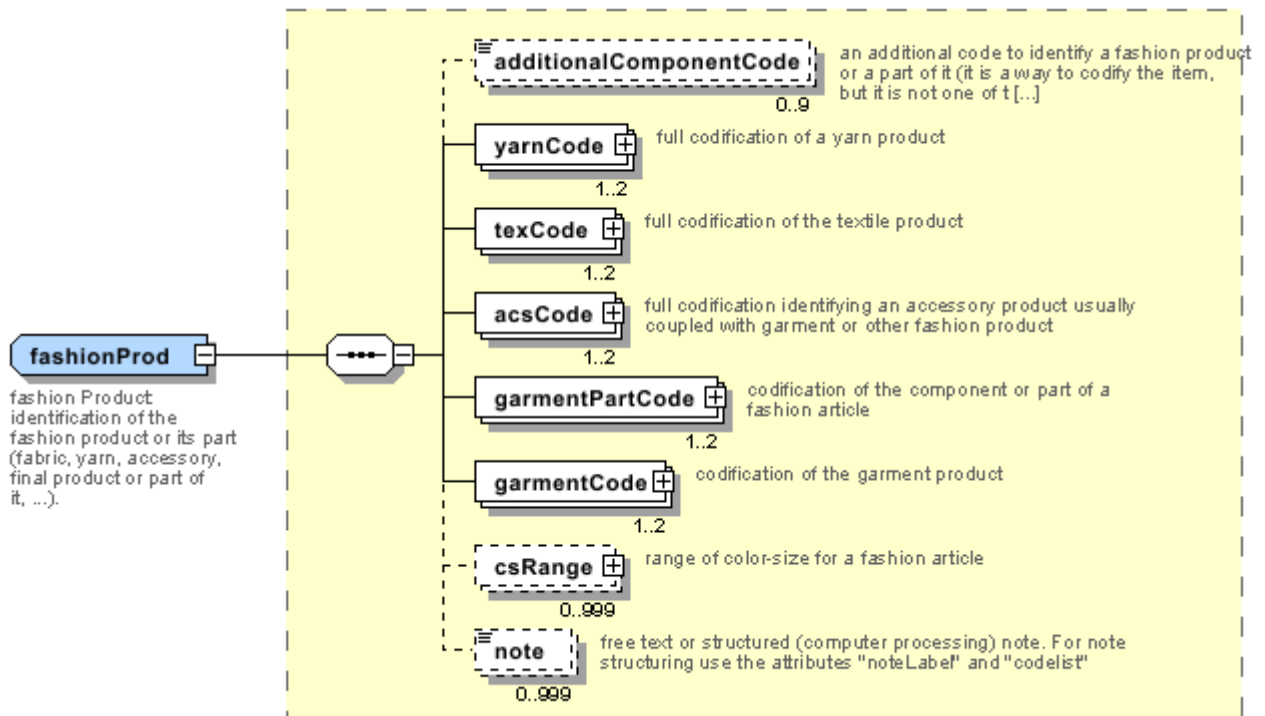 additionalComponentCode
0..9
an additional code to identify a fashion product
or a part of it (it is a way to codify the item,
but it is not one of t [...]
yarnCode
1..2
full codification of a yarn product
texCode
1..2
full codification of the textile product
acsCode
1..2
full codification identifying an accessory product usually
coupled with garment or other fashion product
fashionProd
fashion Product
identification of the
fashion product or its part
(fabric, yarn, accessory,
final product or part of
it, ...).
garmentPartCode
1..2
codification of the component or part of a
fashion article
garmentCode
1..2
codification of the garment product
csRange
0..999
range of color-size for a fashion article
note
0..999
free text or structured (computer processing) note. For note
structuring use the attributes "noteLabel" and "codelist"